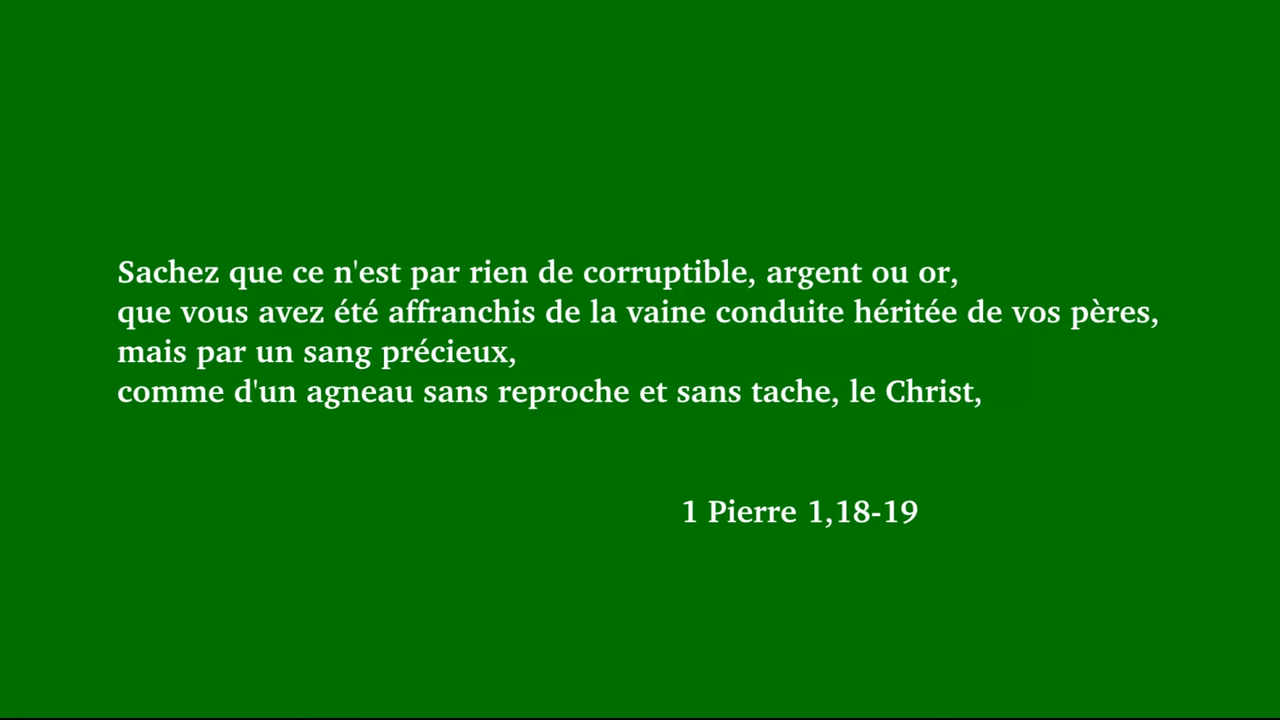 Sachez que ce n'est par rien de corruptible, argent ou or,
que vous avez été affranchis de la vaine conduite héritée de vos pères,
mais par un sang précieux,
comme d'un agneau sans reproche et sans tache, le Christ,
1 Pierre 1,18-19